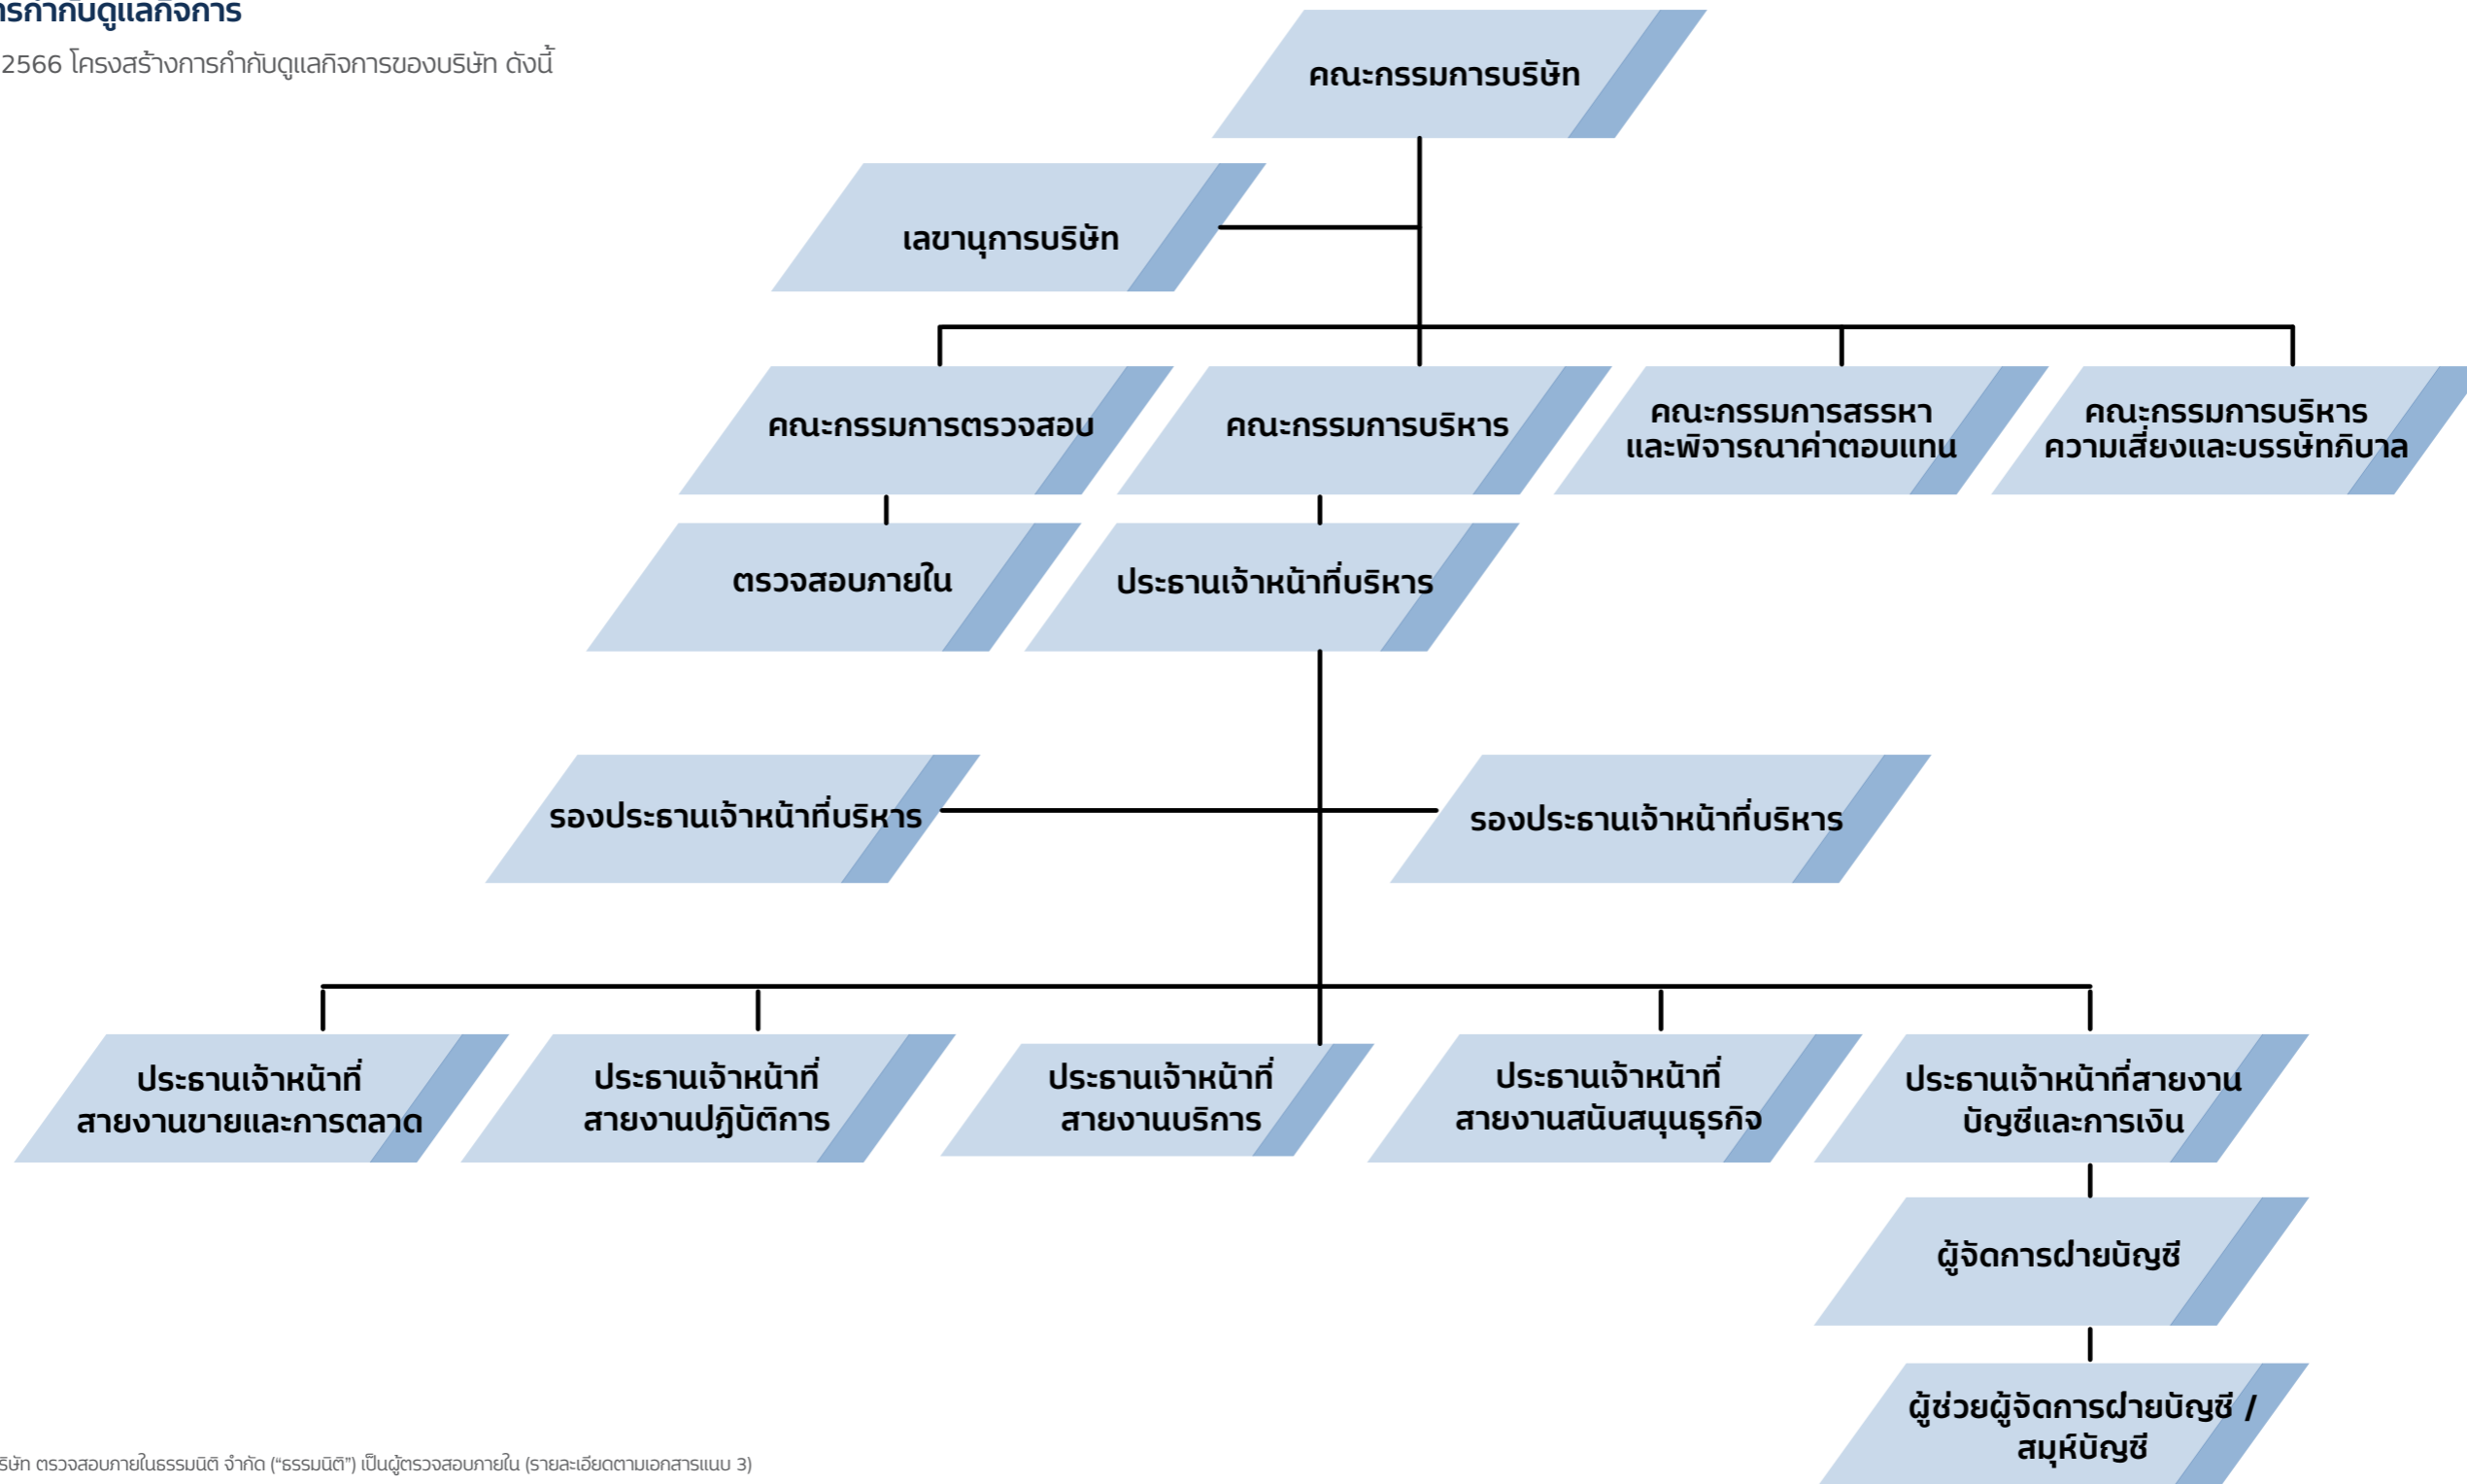 การกำกับดูแลกิจการ
2566 โครงสร้างการกำกับดูแลกิจการของบริษัท ดังนี้
คณะกรรมการบริษัท
เลขานุการบริษัท
คณะกรรมการตรวจสอบ
คณะกรรมการบริหาร
คณะกรรมการสรรหา
และพิจารณาค่าตอบแทน
คณะกรรมการบริหาร
ความเสี่ยงและบรรษัทภิบาล
ตรวจสอบภายใน
ประธานเจ้าหน้าที่บริหาร
รองประธานเจ้าหน้าที่บริหาร
รองประธานเจ้าหน้าที่บริหาร
ประธานเจ้าหน้าที่
สายงานขายและการตลาด
ประธานเจ้าหน้าที่
สายงานปฏิบัติการ
ประธานเจ้าหน้าที่
สายงานบริการ
ประธานเจ้าหน้าที่
สายงานสนับสนุนธุรกิจ
ประธานเจ้าหน้าที่สายงาน
บัญชีและการเงิน
ผู้จัดการฝ่ายบัญชี
ผู้ช่วยผู้จัดการฝ่ายบัญชี /
สมุห์บัญชี
บริษัท ตรวจสอบภายในธรรมนิติ จำกัด (“ธรรมนิติ”) เป็นผู้ตรวจสอบภายใน (รายละเอียดตามเอกสารแนบ 3)